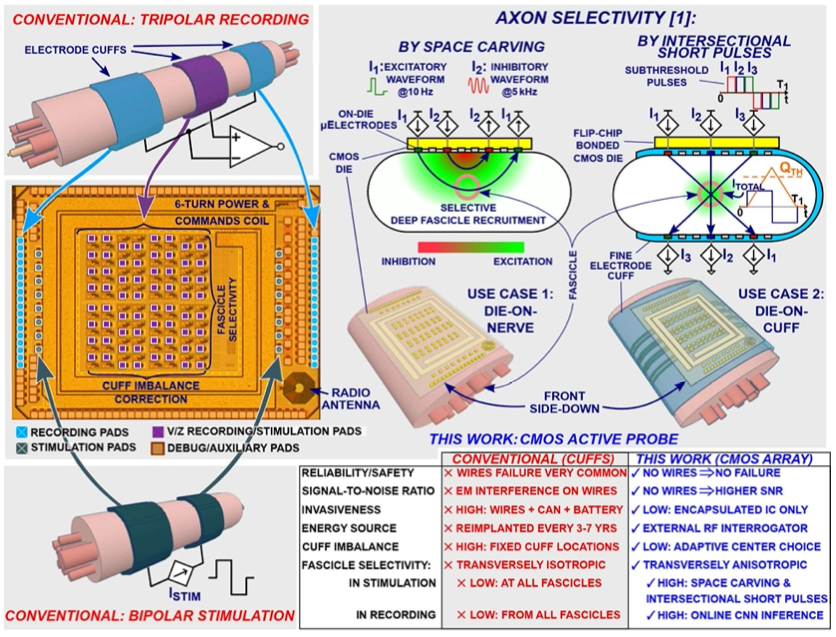 CONVENTIONAL: TRIPOLAR RECORDING
ELECTRODE CUFFS
+
-
6-TURN POWER &
COMMANDS COIL
FASCICLE
SELECTIVITY
CUFF IMBALANCE
CORRECTION
RADIO
ANTENNA
RECORDING PADS
V/Z RECORDING/STIMULATION PADS
STIMULATION PADS
DEBUG/AUXILIARY PADS
ISTIM
CONVENTIONAL: BIPOLAR STIMULATION
AXON SELECTIVITY [1]:
BY SPACE CARVING
I1:EXCITATORY
WAVEFORM
@10 Hz
I2: INHIBITORY
WAVEFORM
@5 kHz
ON-DIE
µELECTRODES
I1 I2 I2 I1
CMOS
DIE
SELECTIVE
DEEP FASCICLE RECRUITMENT
INHIBITION
EXCITATION
FASCICLE
BY INTERSECTIONAL
SHORT PULSES
SUBTHRESHOLD
PULSES
I1 I2 I3
0
T1
t
I1 I2 I3
FLIP-CHIP
BONDED
CMOS DIE
QTH
ITOTAL
T1
0
t
FINE
ELECTRODE
CUFF
I3 I2 I1
USE CASE 1:
DIE-ON-
NERVE
USE CASE 2:
DIE-ON-
CUFF
FRONT
SIDE-DOWN
THIS WORK: CMOS ACTIVE PROBE
CONVENTIONAL (CUFFS) THIS WORK (CMOS ARRAY)
RELIABILITY/SAFETY × WIRES FAILURE VERY COMMON ✓ NO WIRES ⇒ NO FAILURE
SIGNAL-TO-NOISE RATIO × EM INTERFERENCE ON WIRES ✓ NO WIRES ⇒ HIGHER SNR
INVASIVENESS × HIGH: WIRES + CAN + BATTERY ✓ LOW: ENCAPSULATED IC ONLY
ENERGY SOURCE × REIMPLANTED EVERY 3-7 YRS ✓ EXTERNAL RF INTERROGATOR
CUFF IMBALANCE × HIGH: FIXED CUFF LOCATIONS ✓ LOW: ADAPTIVE CENTER CHOICE
FASCICLE SELECTIVITY: × TRANSVERSELY ISOTROPIC ✓ TRANSVERSELY ANISOTROPIC
IN STIMULATION × LOW: AT ALL FASCICLES ✓ HIGH: SPACE CARVING &
INTERSECTIONAL SHORT PULSES
IN RECORDING × LOW: FROM ALL FASCICLES ✓ HIGH: ONLINE CNN INFERENCE